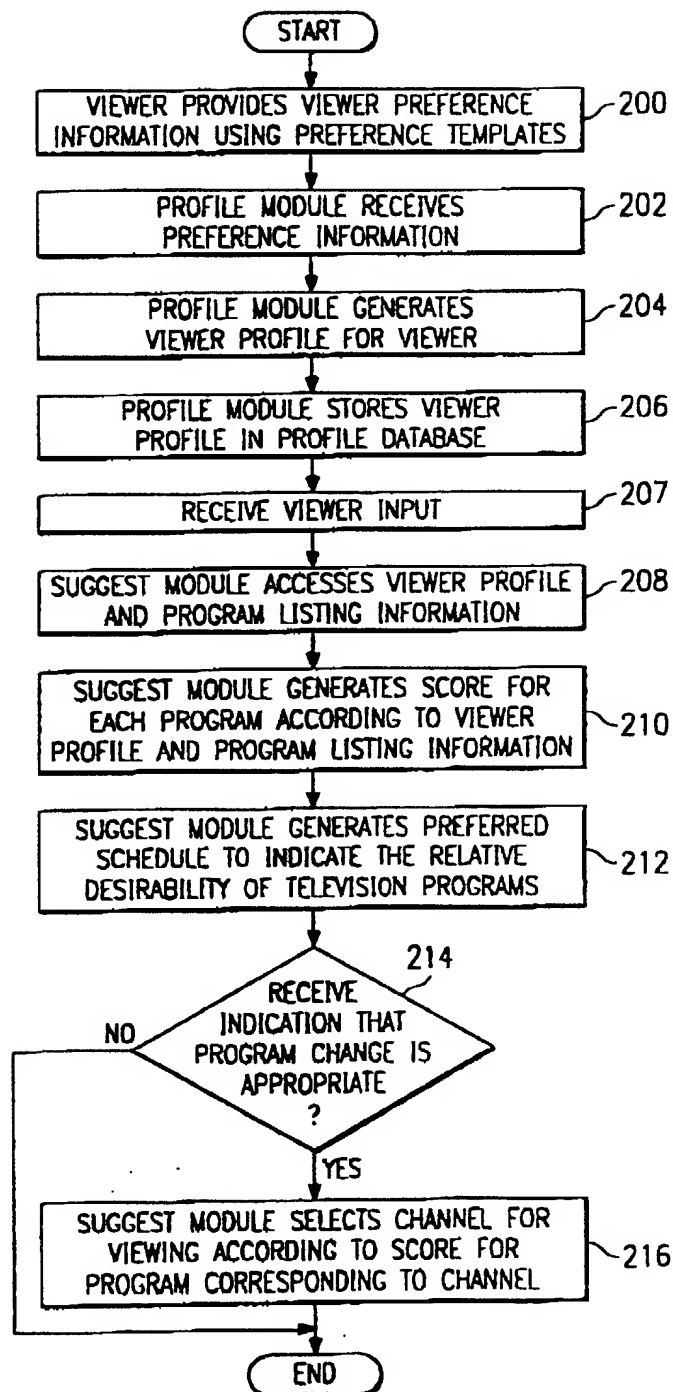 START
VIEWER PROVIDES VIEWER PREFERENCE
INFORMATION USING PREFERENCE TEMPLATES
200
PROFILE MODULE RECEIVES
PREFERENCE INFORMATION
202
PROFILE MODULE GENERATES
VIEWER PROFILE FOR VIEWER
204
PROFILE MODULE STORES VIEWER
PROFILE IN PROFILE DATABASE
206
RECEIVE VIEWER INPUT
207
SUGGEST MODULE ACCESSES VIEWER PROFILE
AND PROGRAM LISTING INFORMATION
208
SUGGEST MODULE GENERATES SCORE FOR
EACH PROGRAM ACCORDING TO VIEWER
PROFILE AND PROGRAM LISTING INFORMATION
210
SUGGEST MODULE GENERATES PREFERRED
SCHEDULE TO INDICATE THE RELATIVE
DESIRABILITY OF TELEVISION PROGRAMS
212
214
RECEIVE
INDICATION THAT
PROGRAM CHANGE IS
APPROPRIATE
?
NO
YES
SUGGEST MODULE SELECTS CHANNEL FOR
VIEWING ACCORDING TO SCORE FOR
PROGRAM CORRESPONDING TO CHANNEL
216
END